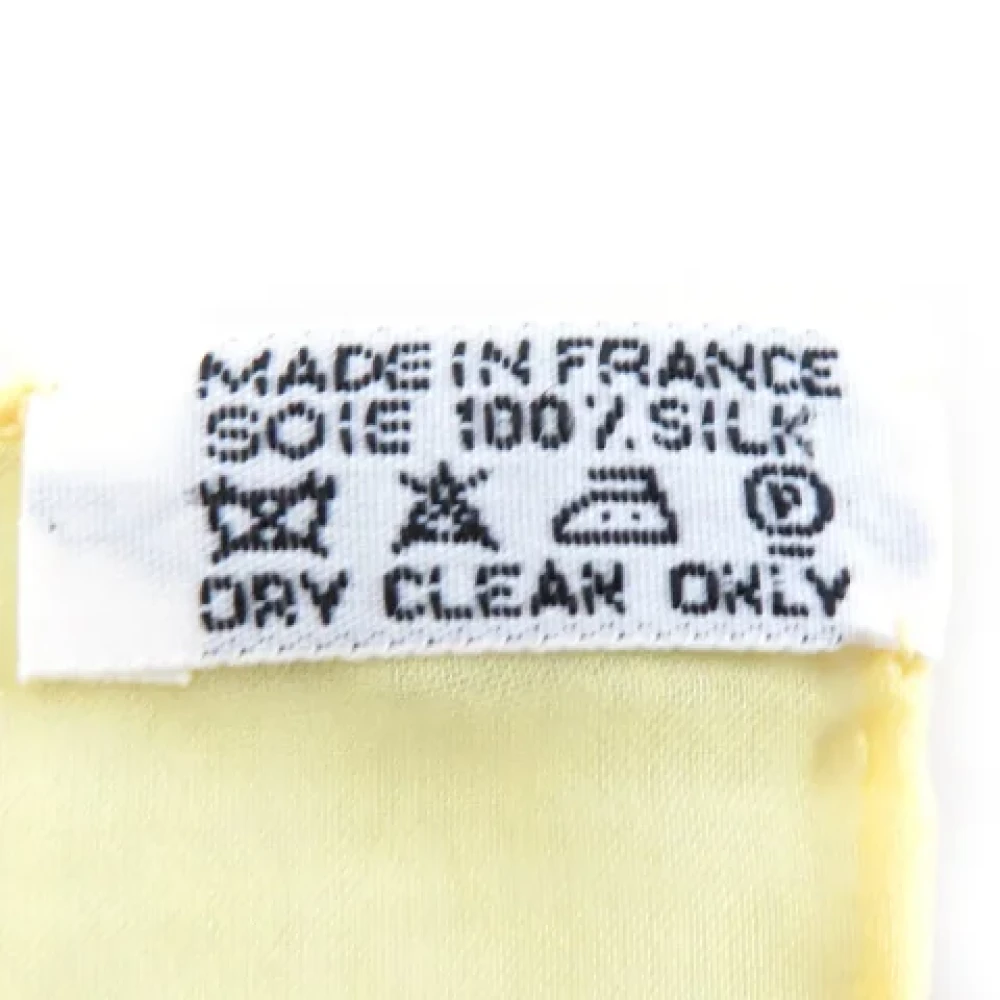 MADE IN FRANCE
SOIE 100% SILK
P
DRY CLEAN ONLY